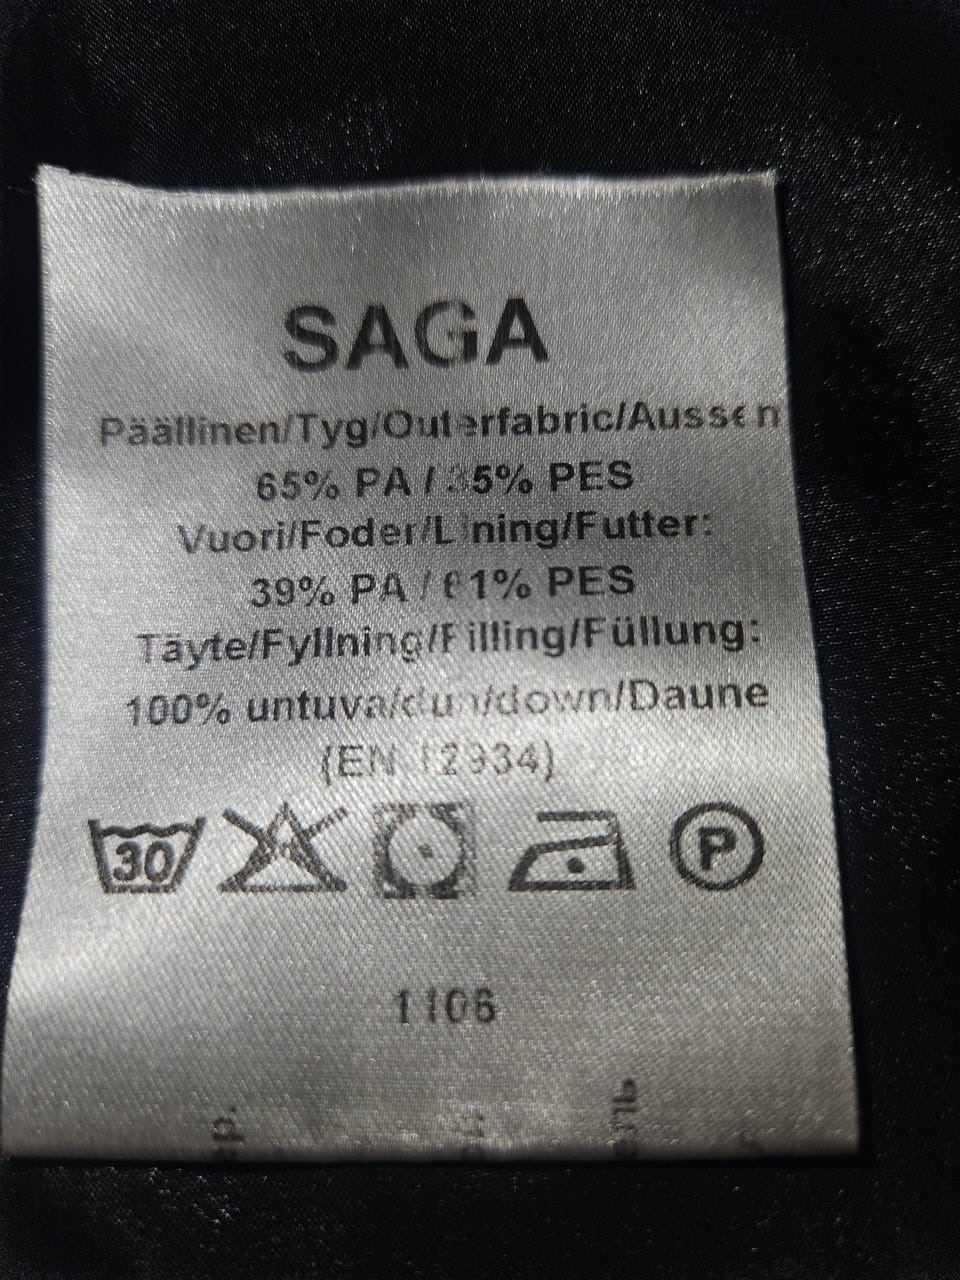 SAGA
Päällinen/Tyg/Outerfabric/Aussen
65% PA / 35% PES
Vuori/Foder/Lining/Futter:
39% PA / 61% PES
Täyte/Fyllning/Filling/Füllung:
100% untuva/dun/down/Daune
(EN 12934)
30
P
1106